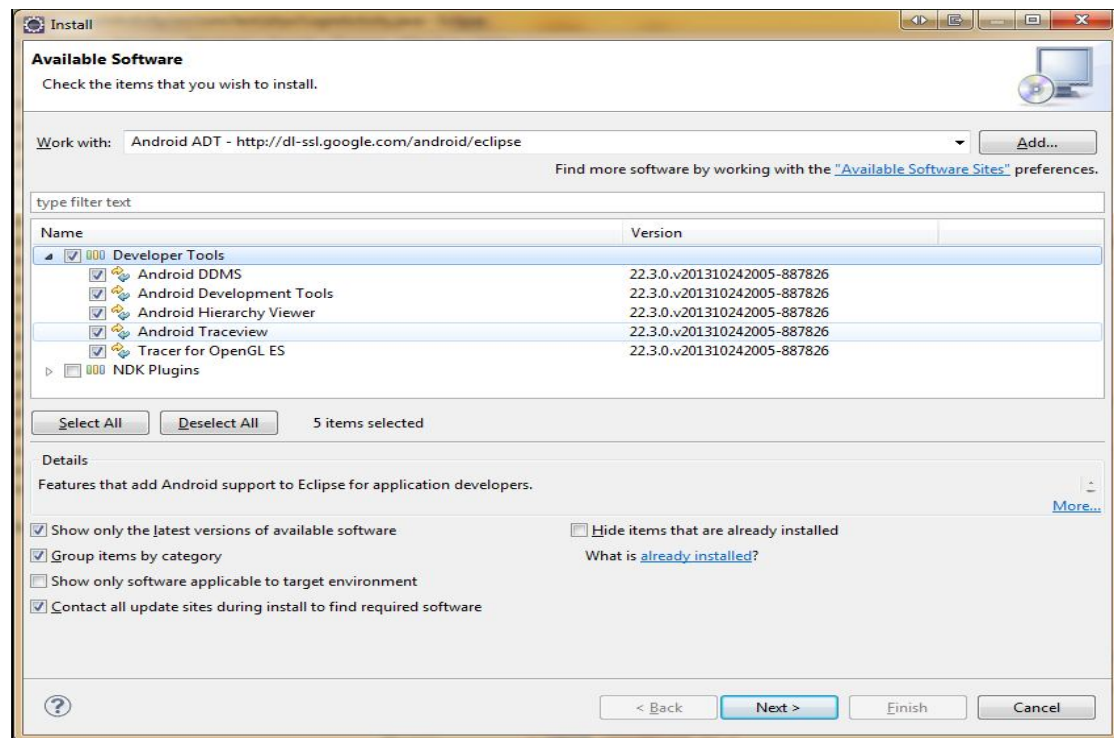 Install
Available Software
Check the items that you wish to install.
Work with: Android ADT - http://dl-ssl.google.com/android/eclipse Add...
Find more software by working with the "Available Software Sites" preferences.
type filter text
Name Version
Developer Tools
Android DDMS 22.3.0.v201310242005-887826
Android Development Tools 22.3.0.v201310242005-887826
Android Hierarchy Viewer 22.3.0.v201310242005-887826
Android Traceview 22.3.0.v201310242005-887826
Tracer for OpenGL ES 22.3.0.v201310242005-887826
NDK Plugins
Select All Deselect All 5 items selected
Details
Features that add Android support to Eclipse for application developers.
More...
Show only the latest versions of available software Hide items that are already installed
Group items by category What is already installed?
Show only software applicable to target environment
Contact all update sites during install to find required software
? < Back Next > Finish Cancel